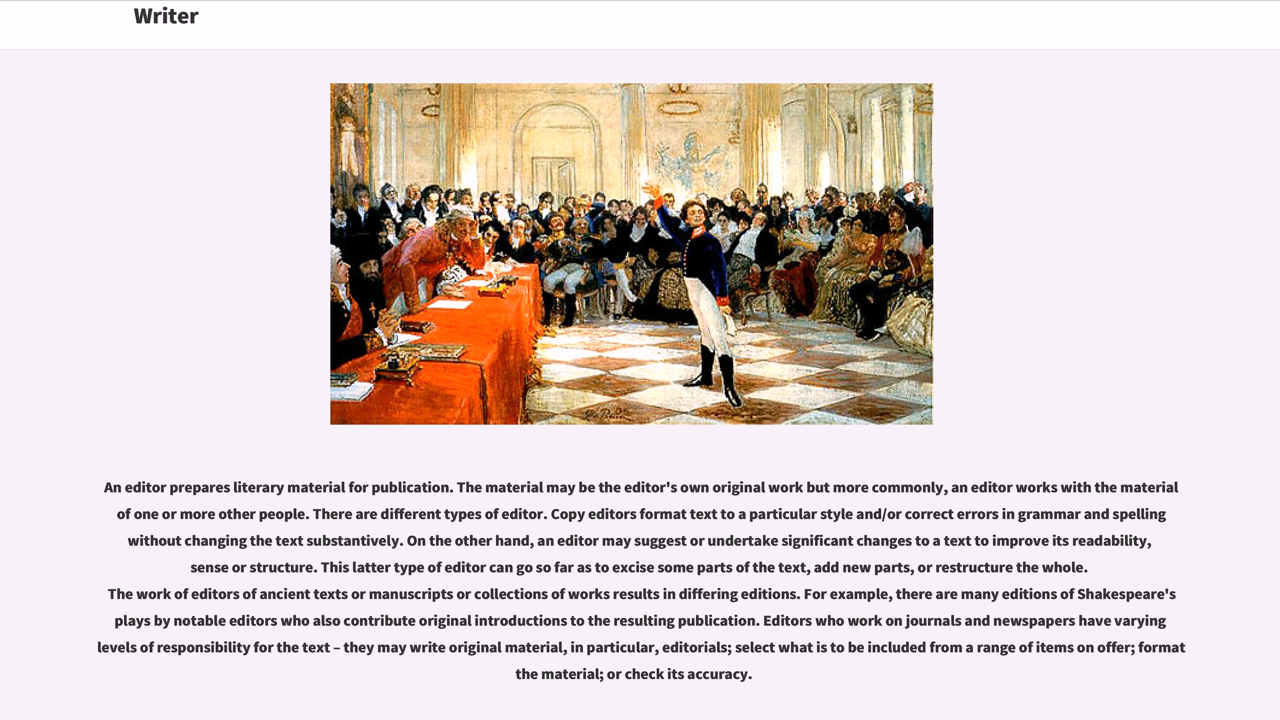 Writer
An editor prepares literary material for publication. The material may be the editor's own original work but more commonly, an editor works with the material
of one or more other people. There are different types of editor. Copy editors format text to a particular style and/or correct errors in grammar and spelling
without changing the text substantively. On the other hand, an editor may suggest or undertake significant changes to a text to improve its readability,
sense or structure. This latter type of editor can go so far as to excise some parts of the text, add new parts, or restructure the whole.
The work of editors of ancient texts or manuscripts or collections of works results in differing editions. For example, there are many editions of Shakespeare's
plays by notable editors who also contribute original introductions to the resulting publication. Editors who work on journals and newspapers have varying
levels of responsibility for the text – they may write original material, in particular, editorials; select what is to be included from a range of items on offer; format
the material; or check its accuracy.